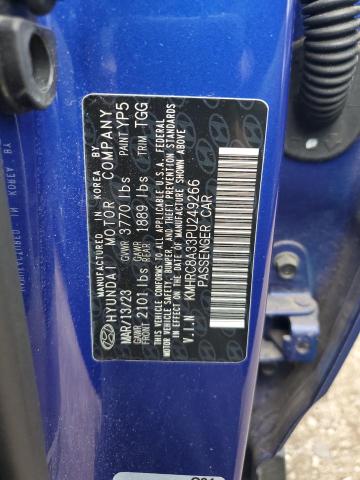 MANUFACTURED IN KOREA BY
HYUNDAI MOTOR COMPANY
MAR/13/23 GVWR 3770 lbs PAINT YP5
GAWR FRONT 2101 lbs GAWR REAR 1889 lbs TRIM TGG
THIS VEHICLE CONFORMS TO ALL APPLICABLE U.S.A. FEDERAL
MOTOR VEHICLE SAFETY, BUMPER, AND THEFT PREVENTION STANDARDS
IN EFFECT ON THE DATE OF MANUFACTURE SHOWN ABOVE.
V.I.N KMHRC8A33PU249266
PASSENGER CAR